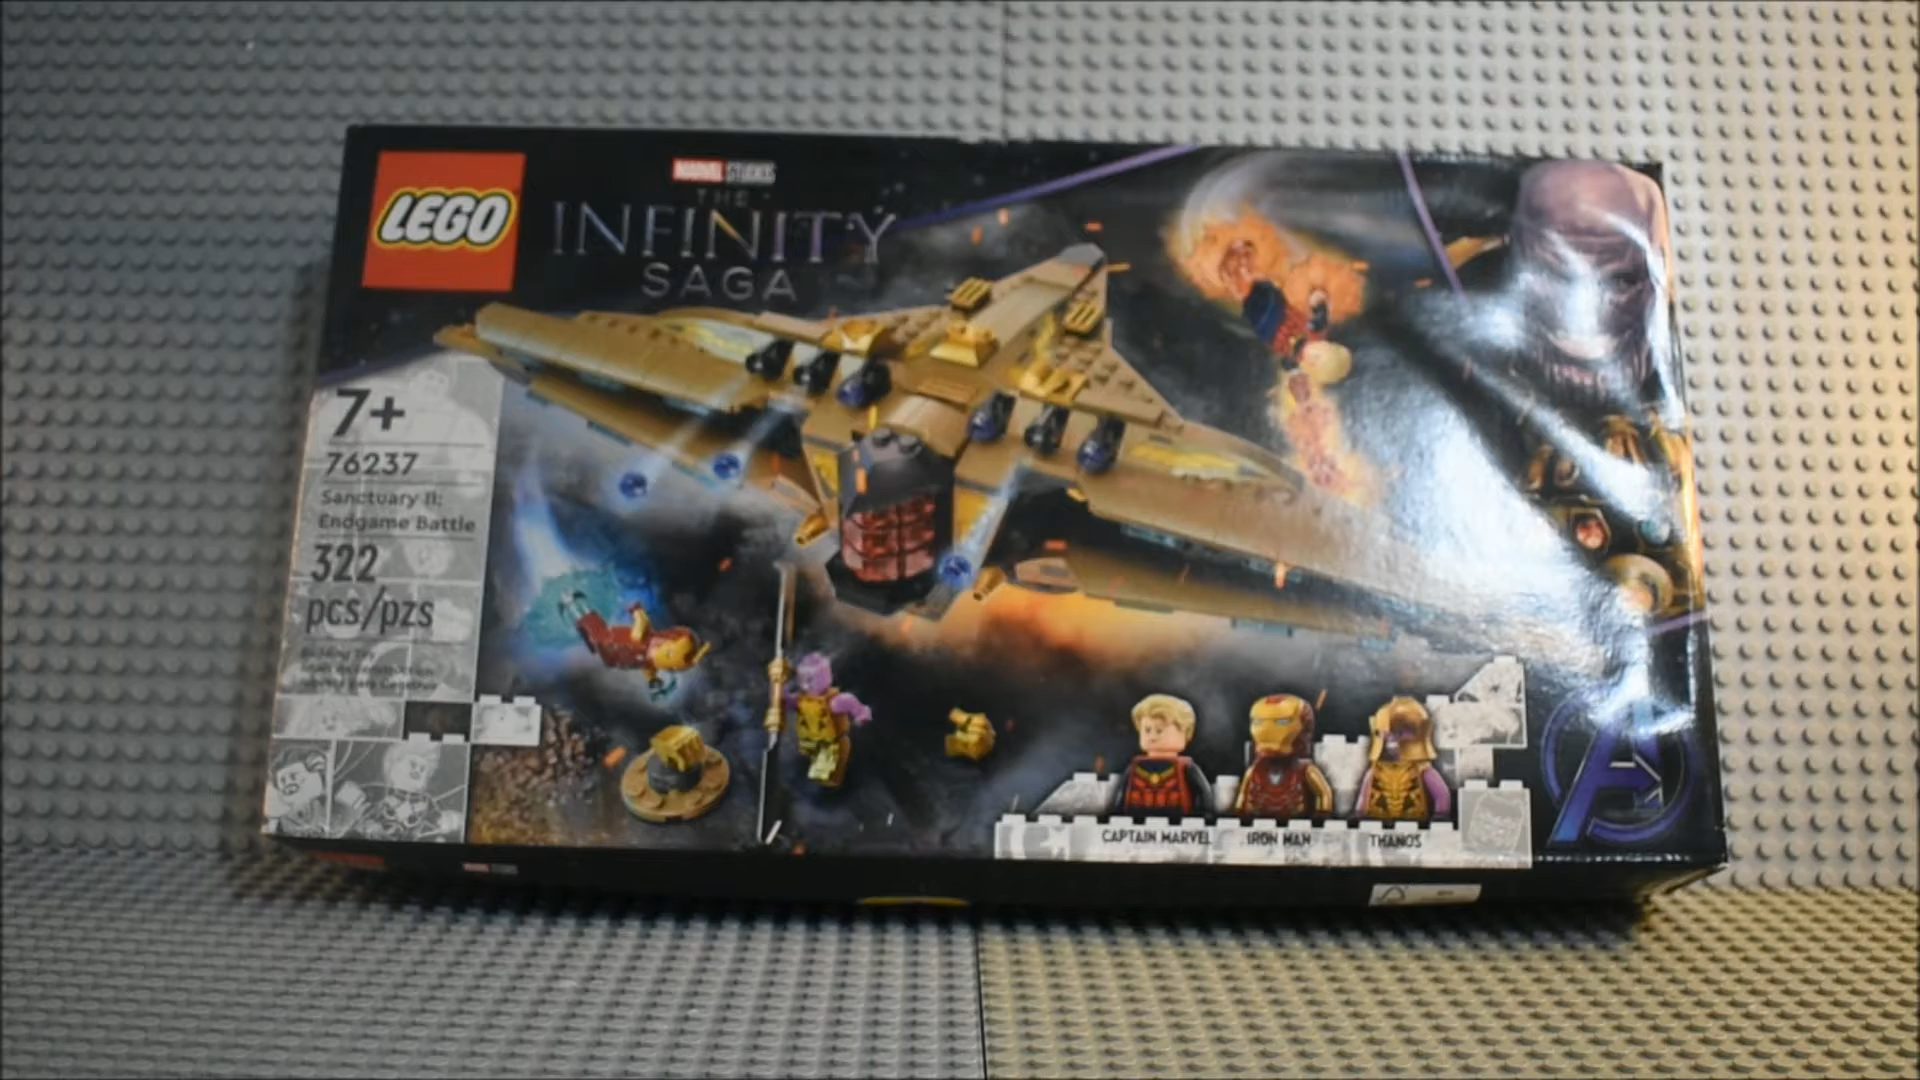 LEGO
MARVEL STUDIOS
THE
INFINITY
SAGA
7+
76237
Sanctuary II:
Endgame Battle
322
pcs/pzs
CAPTAIN MARVEL
IRON MAN
THANOS